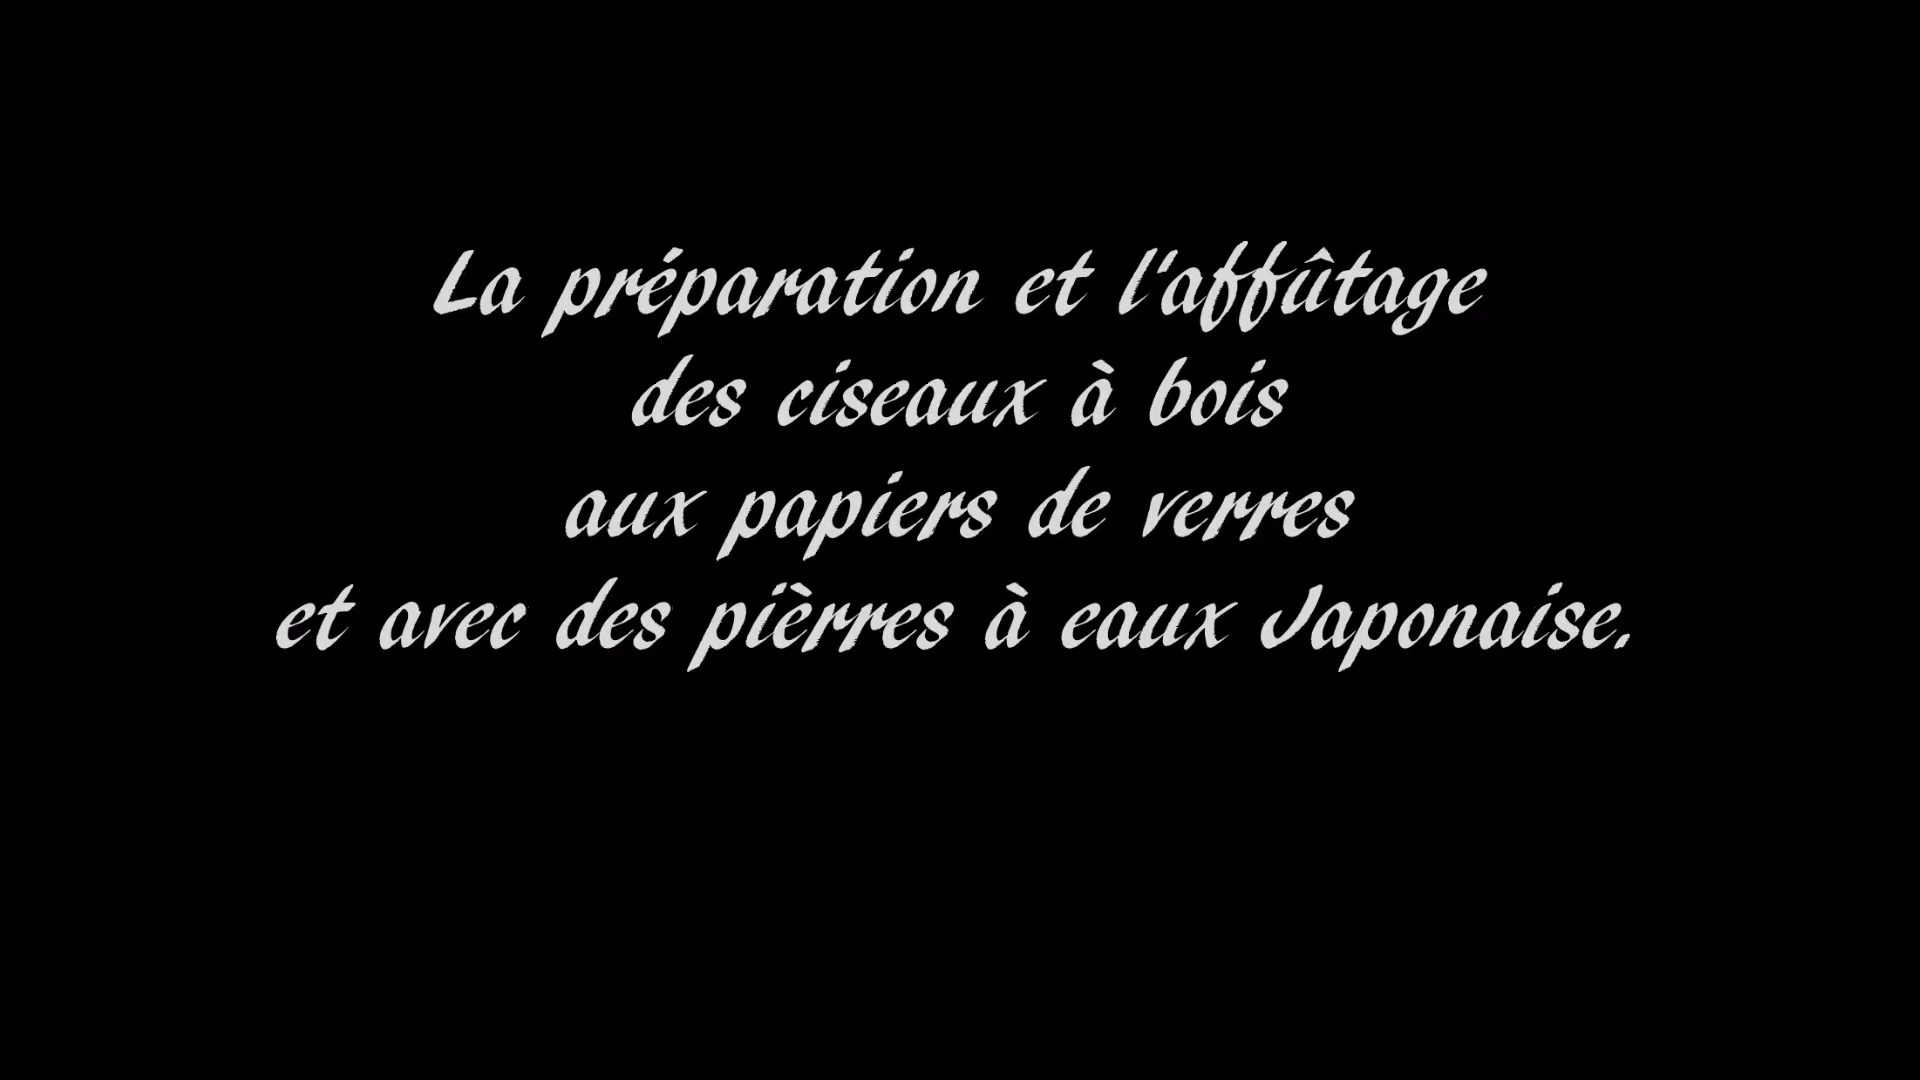 La préparation et l'affûtage
des ciseaux à bois
aux papiers de verres
et avec des pièrres à eaux Japonaise.